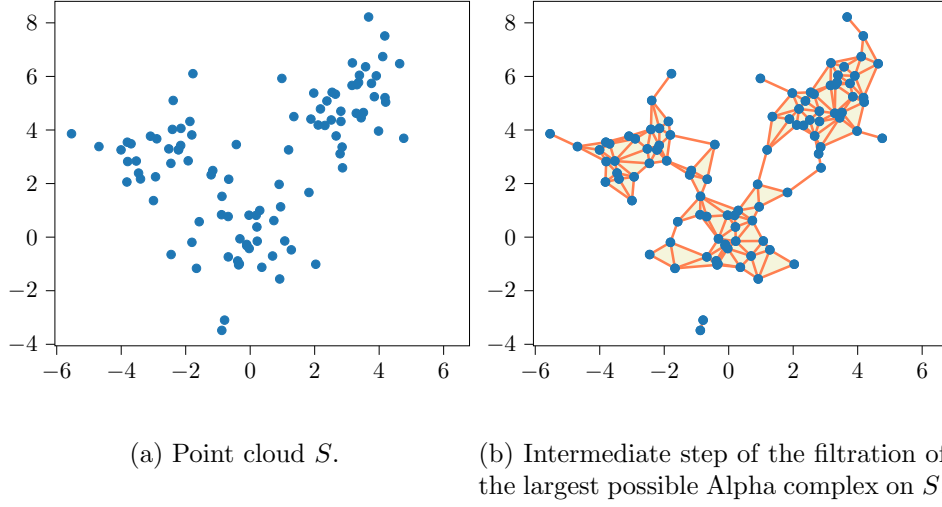 8
6
4
2
0
−2
−4
−6 −4 −2 0 2 4 6
8
6
4
2
0
−2
−4
−6 −4 −2 0 2 4 6
(a) Point cloud S.
(b) Intermediate step of the filtration of
the largest possible Alpha complex on S